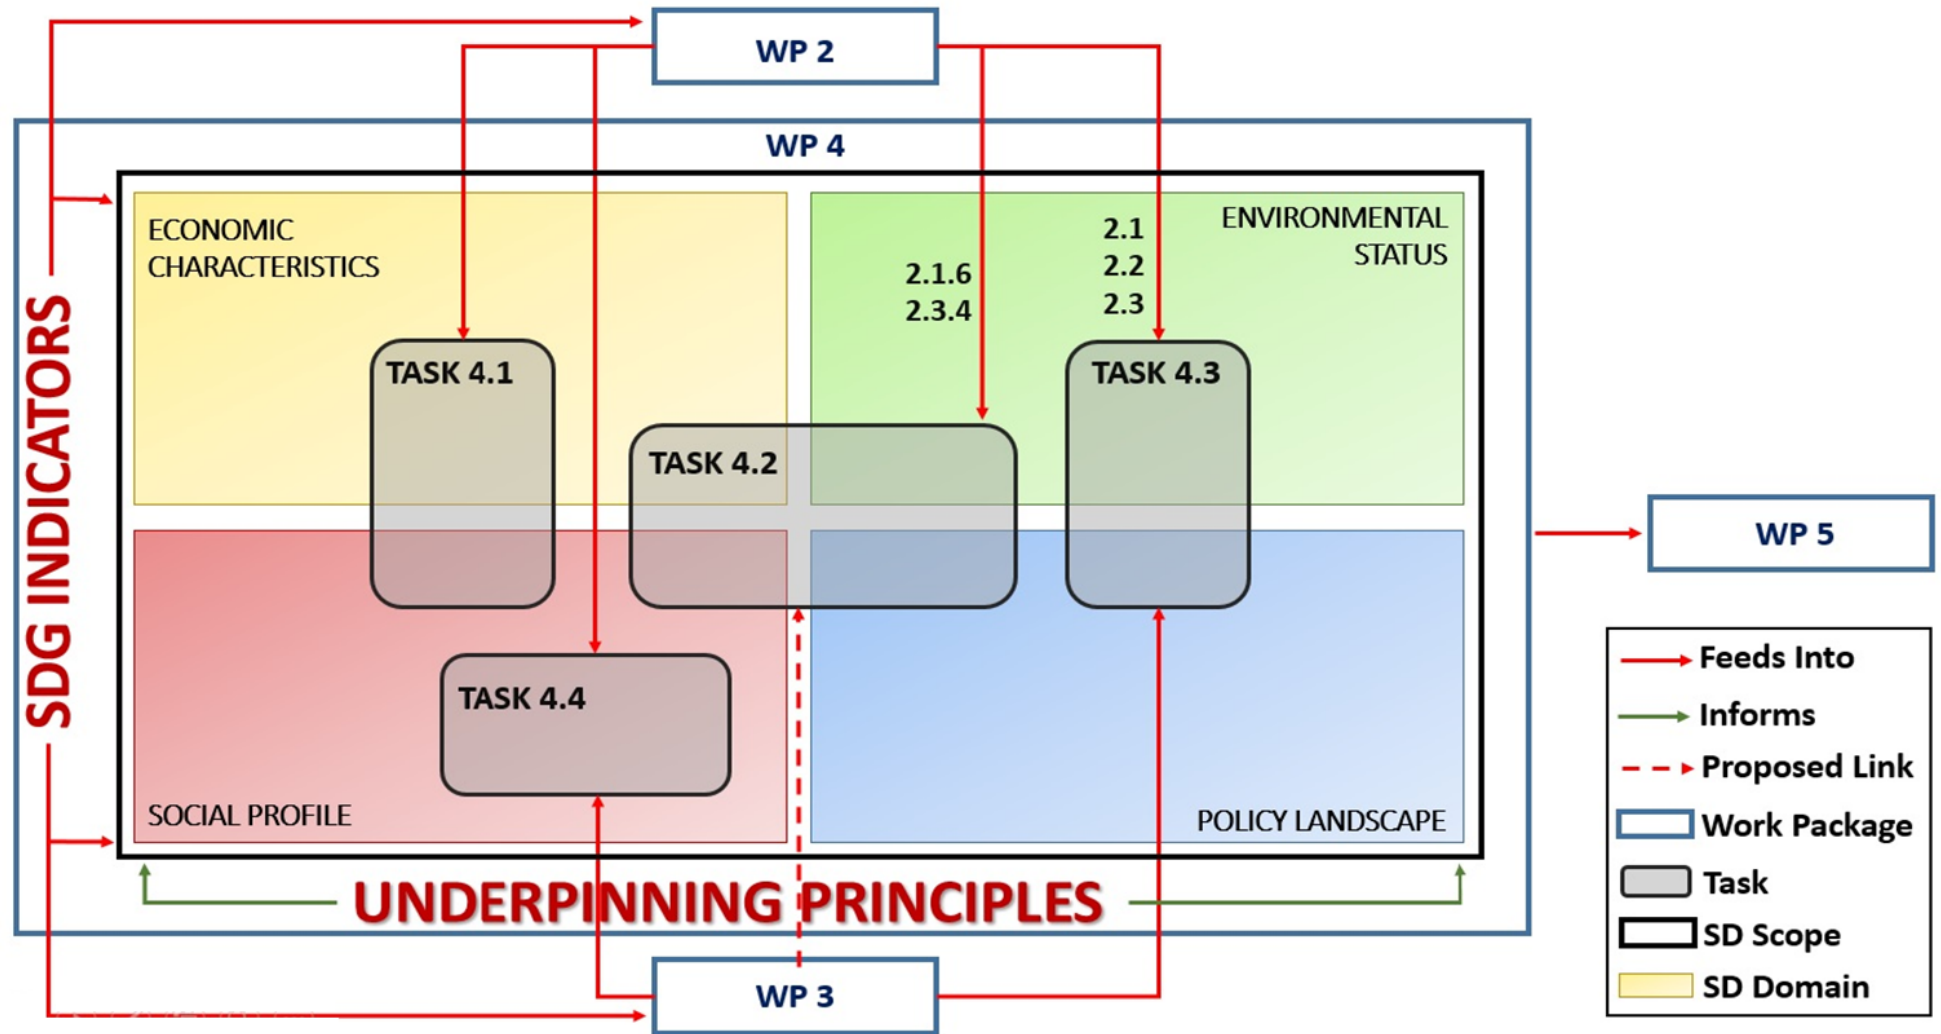 WP 2
WP 4
ECONOMIC
CHARACTERISTICS
ENVIRONMENTAL
STATUS
2.1
2.2
2.3
2.1.6
2.3.4
TASK 4.1
TASK 4.3
TASK 4.2
SDG INDICATORS
WP 5
TASK 4.4
SOCIAL PROFILE
POLICY LANDSCAPE
UNDERPINNING PRINCIPLES
WP 3
Feeds Into
Informs
Proposed Link
Work Package
Task
SD Scope
SD Domain